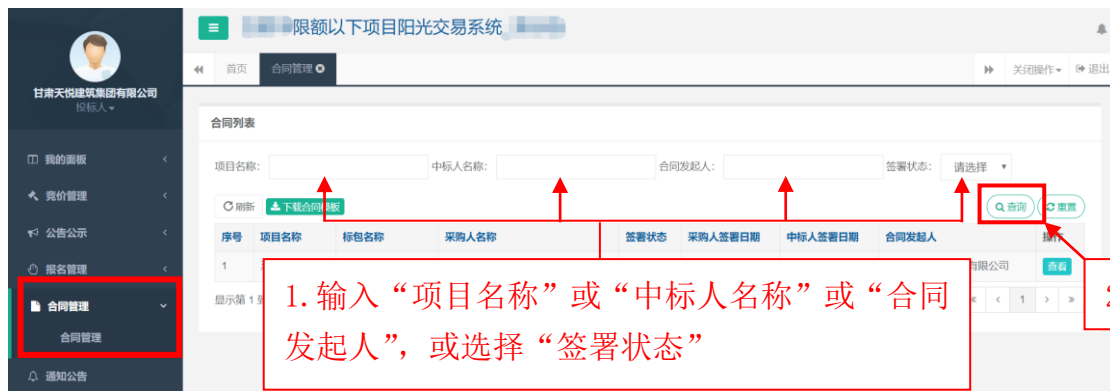 限额以下项目阳光交易系统
首页 合同管理 关闭操作 退出
甘肃天悦建筑集团有限公司
投标人
合同列表
我的面板
项目名称: 中标人名称: 合同发起人: 签署状态: 请选择
竞价管理
刷新 下载合同模板 查询 重置
公告公示
序号 项目名称 标包名称 采购人名称 签署状态 采购人签署日期 中标人签署日期 合同发起人 操作
报名管理
1 有限公司 查看
合同管理
显示第 1 « ‹ 1 › »
合同管理
通知公告
1.输入“项目名称”或“中标人名称”或“合同
发起人”，或选择“签署状态”